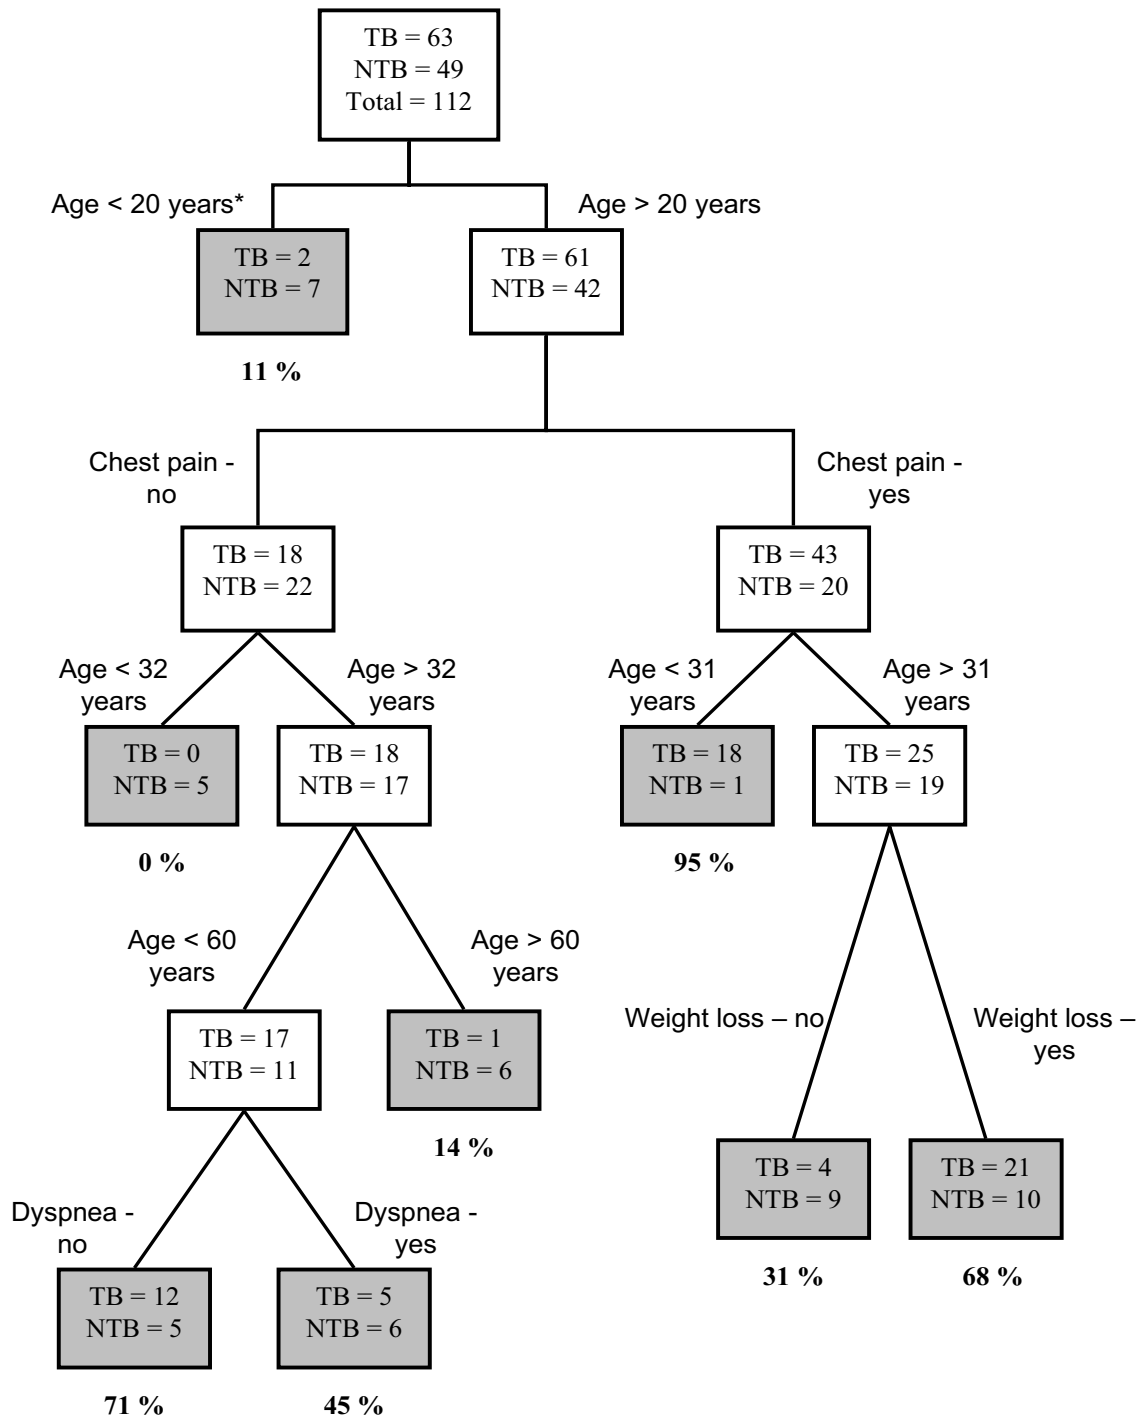 TB = 63
NTB = 49
Total = 112
Age < 20 years*
Age > 20 years
TB = 2
NTB = 7
TB = 61
NTB = 42
11 %
Chest pain -
no
Chest pain -
yes
TB = 18
NTB = 22
TB = 43
NTB = 20
Age < 32
years
Age > 32
years
Age < 31
years
Age > 31
years
TB = 0
NTB = 5
TB = 18
NTB = 17
TB = 18
NTB = 1
TB = 25
NTB = 19
0 %
95 %
Age < 60
years
Age > 60
years
Weight loss – no
Weight loss –
yes
TB = 17
NTB = 11
TB = 1
NTB = 6
14 %
TB = 4
NTB = 9
TB = 21
NTB = 10
Dyspnea -
no
Dyspnea -
yes
31 %
68 %
TB = 12
NTB = 5
TB = 5
NTB = 6
71 %
45 %